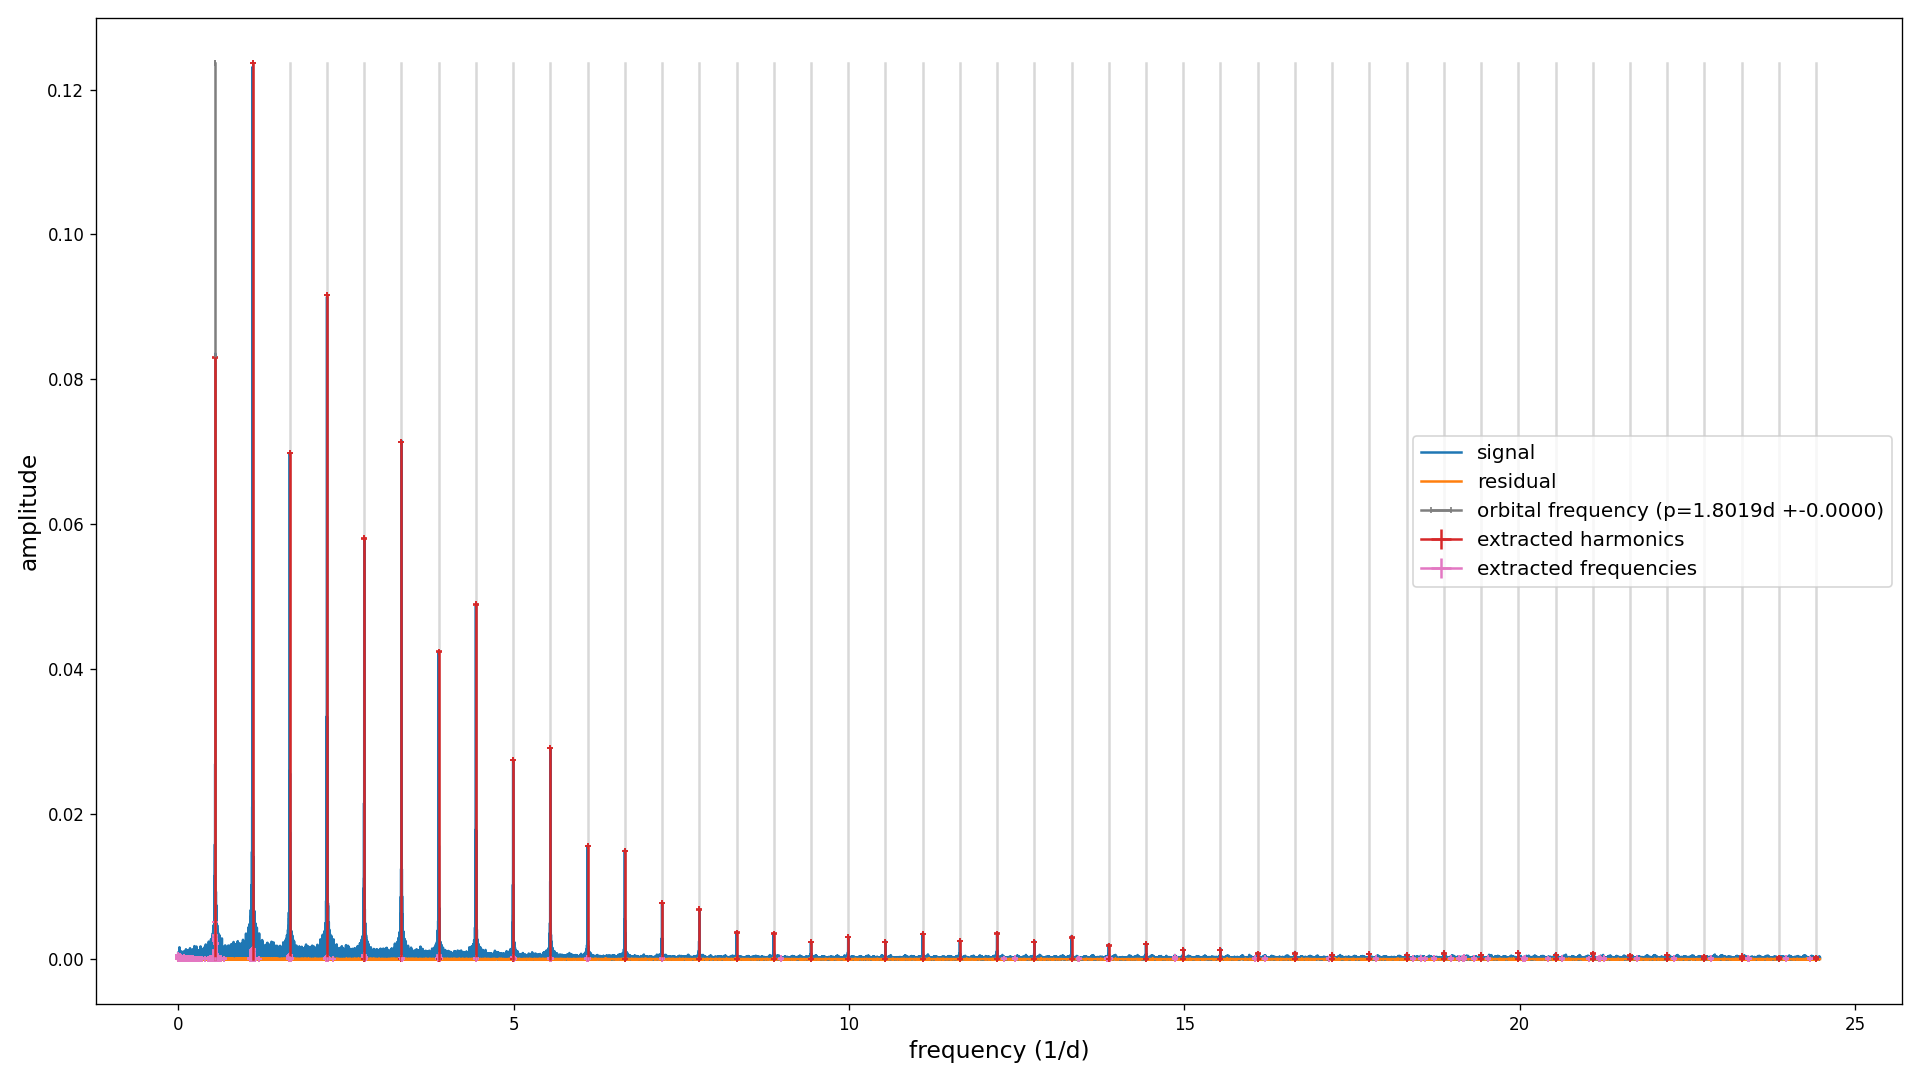 0.12
0.10
0.08
0.06
0.04
0.02
0.00
amplitude
signal
residual
orbital frequency (p=1.8019d +-0.0000)
extracted harmonics
extracted frequencies
0 5 10 15 20 25
frequency (1/d)